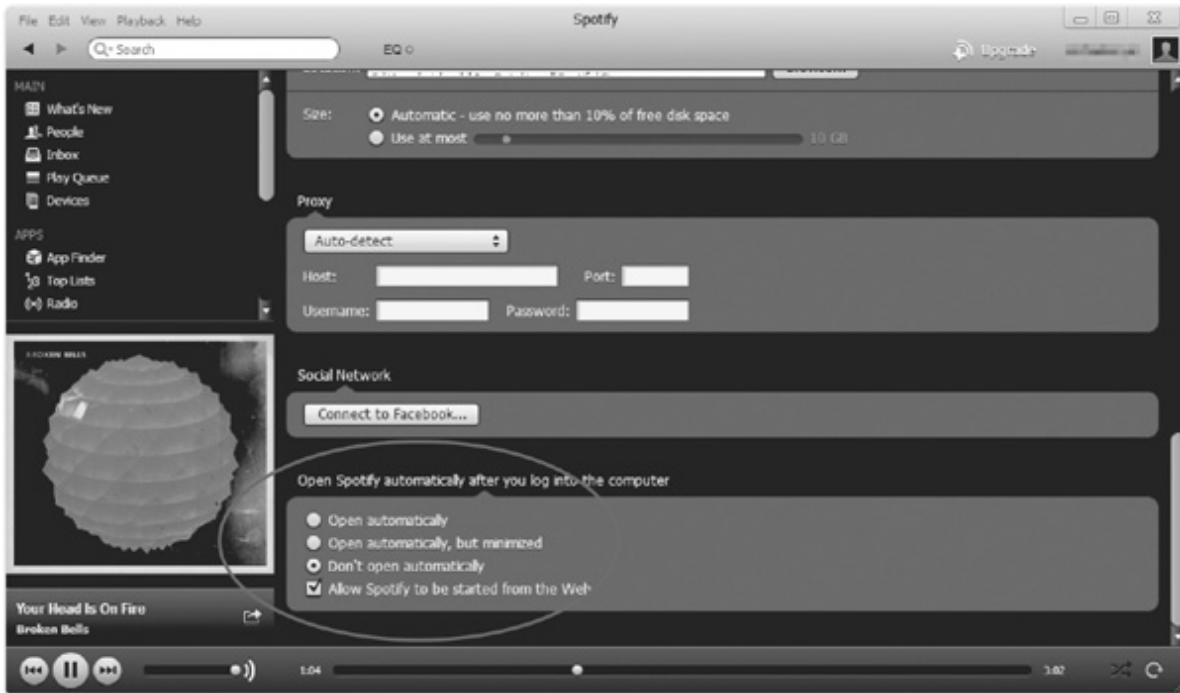 File Edit View Playback Help
Spotify
Search
EQ
Upgrade
MAIN
What's New
People
Inbox
Play Queue
Devices
APPS
App Finder
Top Lists
Radio
Size:
Automatic - use no more than 10% of free disk space
Use at most 10 GB
Proxy
Auto-detect
Host: Port:
Username: Password:
Social Network
Connect to Facebook...
Open Spotify automatically after you log into the computer
Open automatically
Open automatically, but minimized
Don't open automatically
Allow Spotify to be started from the Web
BROKEN BELLS
Your Head Is On Fire
Broken Bells
1:04 3:02